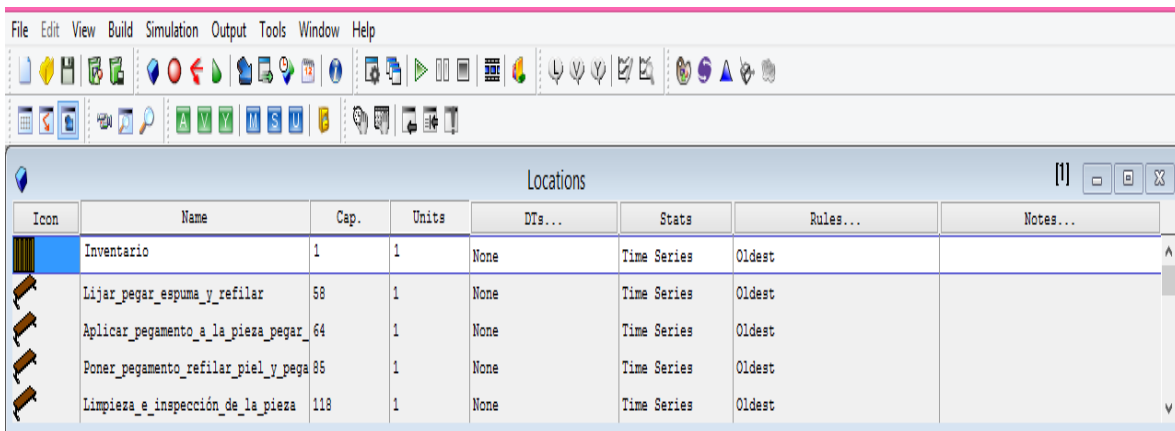 File Edit View Build Simulation Output Tools Window Help
A V Y M S U
Locations [1]
Icon Name Cap. Units DTs... Stats Rules... Notes...
Inventario 1 1 None Time Series Oldest
Lijar_pegar_espuma_y_refilar 58 1 None Time Series Oldest
Aplicar_pegamento_a_la_pieza_pegar_ 64 1 None Time Series Oldest
Poner_pegamento_refilar_piel_y_pega 85 1 None Time Series Oldest
Limpieza_e_inspección_de_la_pieza 118 1 None Time Series Oldest